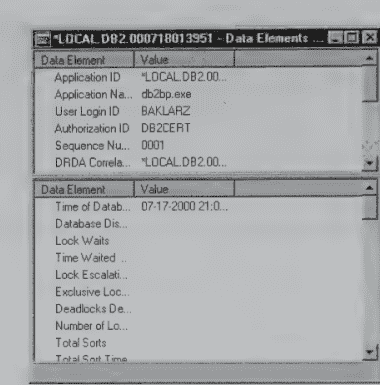 *LOCAL.DB2.000718013951 - Data Elements ...
Data Element Value
Application ID *LOCAL.DB2.00...
Application Na... db2bp.exe
User Login ID BAKLARZ
Authorization ID DB2CERT
Sequence Nu... 0001
DRDA Correla... *LOCAL.DB2.00...
Data Element Value
Time of Datab... 07-17-2000 21:0...
Database Dis...
Lock Waits
Time Waited ...
Lock Escalati...
Exclusive Loc...
Deadlocks De...
Number of Lo...
Total Sorts
Total Sort Time